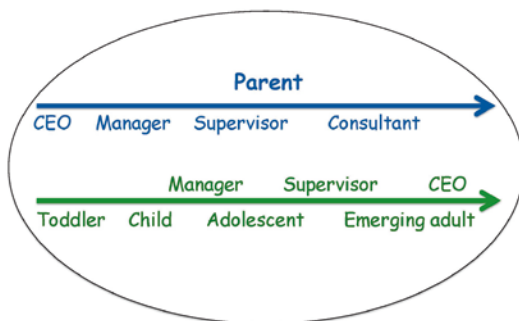 Parent
CEO Manager Supervisor Consultant
Manager Supervisor CEO
Toddler Child Adolescent Emerging adult